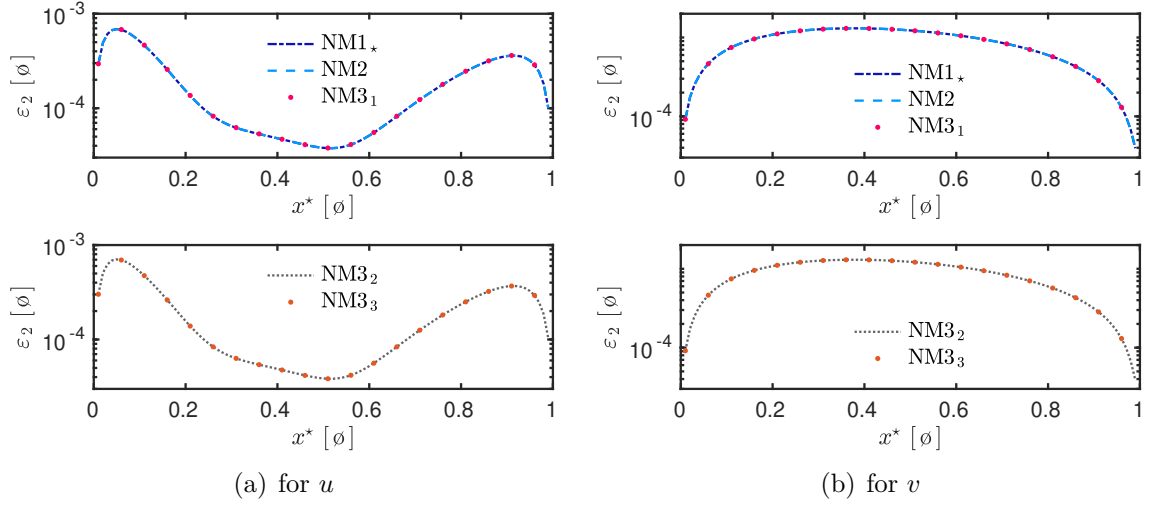 10^{-3}
10^{-4}
ε_2 [ø]
NM1_⋆
NM2
NM3_1
0 0.2 0.4 0.6 0.8 1
x^⋆ [ø]
10^{-4}
ε_2 [ø]
NM1_⋆
NM2
NM3_1
0 0.2 0.4 0.6 0.8 1
x^⋆ [ø]
10^{-3}
10^{-4}
ε_2 [ø]
NM3_2
NM3_3
0 0.2 0.4 0.6 0.8 1
x^⋆ [ø]
10^{-4}
ε_2 [ø]
NM3_2
NM3_3
0 0.2 0.4 0.6 0.8 1
x^⋆ [ø]
(a) for u
(b) for v